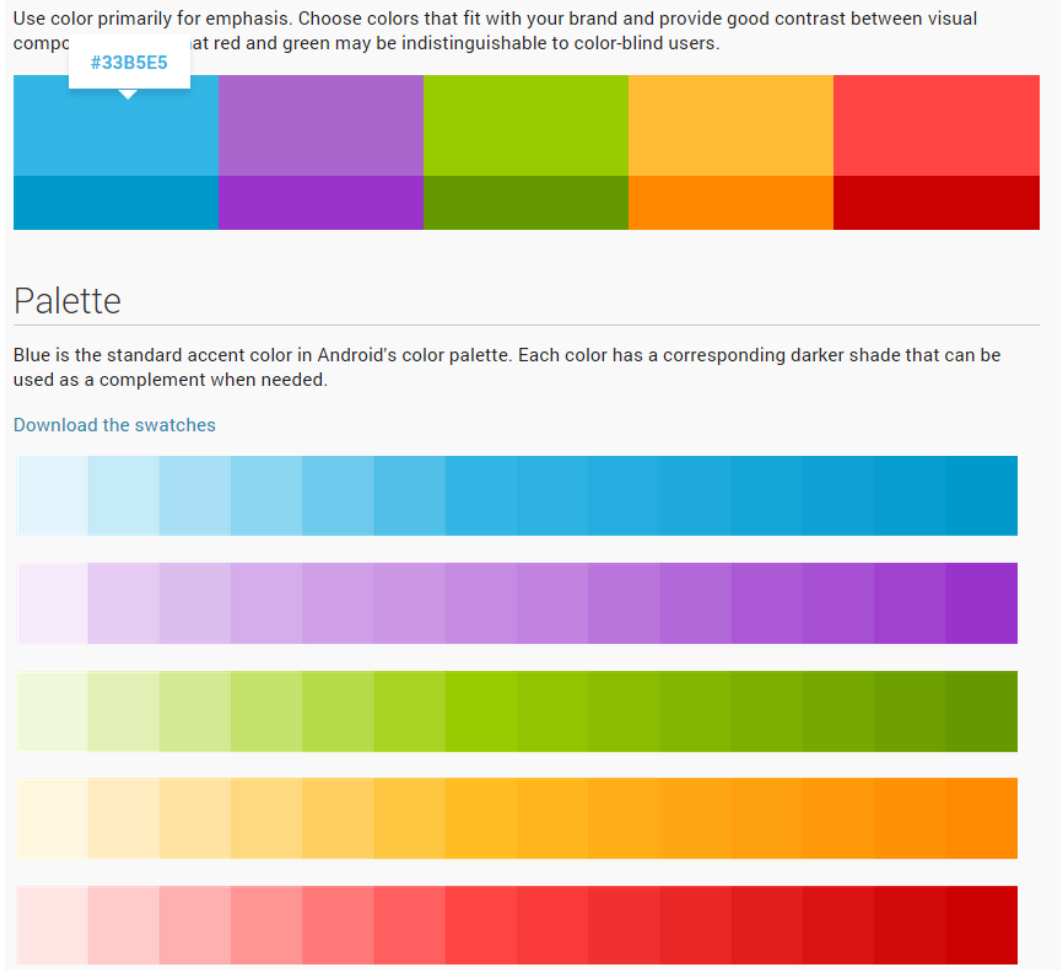 Use color primarily for emphasis. Choose colors that fit with your brand and provide good contrast between visual
compo at red and green may be indistinguishable to color-blind users.
#33B5E5
Palette
Blue is the standard accent color in Android's color palette. Each color has a corresponding darker shade that can be
used as a complement when needed.
Download the swatches